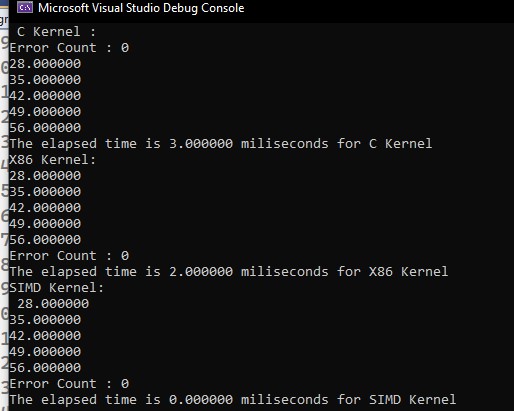 Microsoft Visual Studio Debug Console
C Kernel :
Error Count : 0
28.000000
35.000000
42.000000
49.000000
56.000000
The elapsed time is 3.000000 miliseconds for C Kernel
X86 Kernel:
28.000000
35.000000
42.000000
49.000000
56.000000
Error Count : 0
The elapsed time is 2.000000 miliseconds for X86 Kernel
SIMD Kernel:
28.000000
35.000000
42.000000
49.000000
56.000000
Error Count : 0
The elapsed time is 0.000000 miliseconds for SIMD Kernel